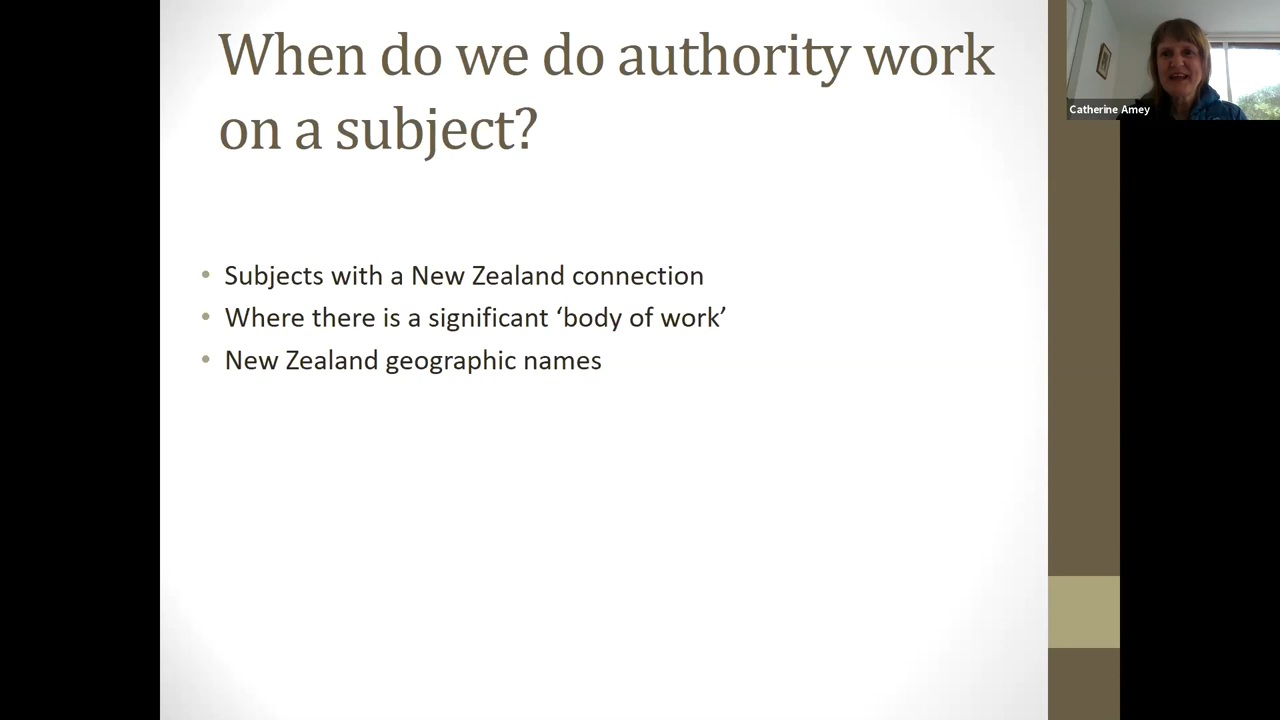 When do we do authority work
on a subject?
• Subjects with a New Zealand connection
• Where there is a significant ‘body of work’
• New Zealand geographic names
Catherine Amey